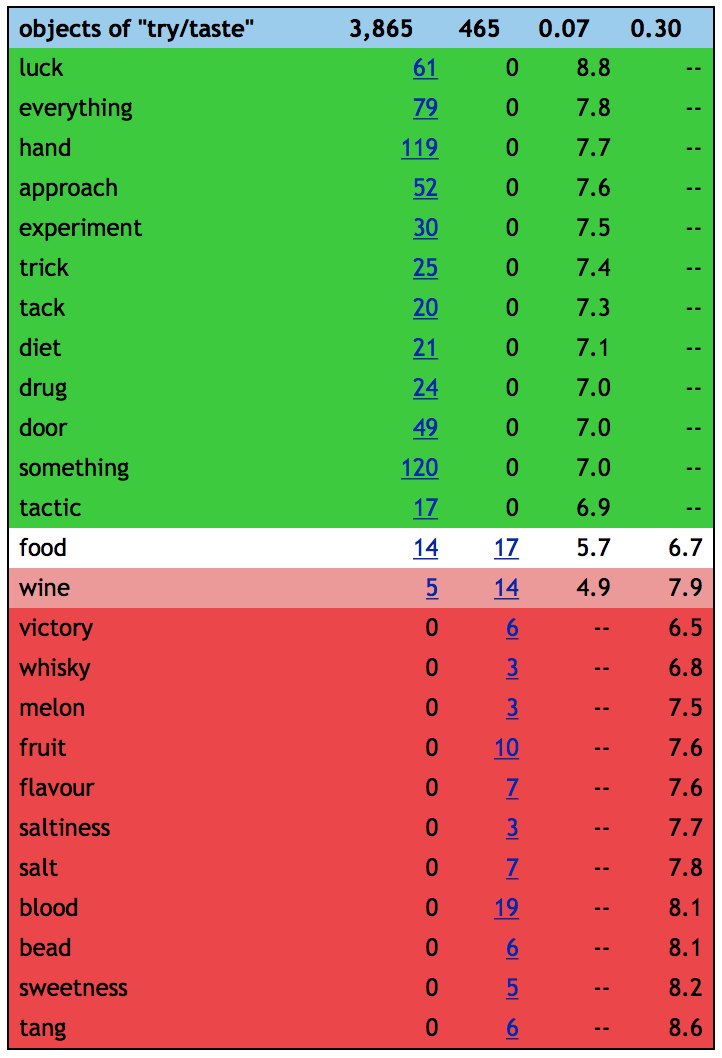 objects of "try/taste" 3,865 465 0.07 0.30
luck 61 0 8.8 --
everything 79 0 7.8 --
hand 119 0 7.7 --
approach 52 0 7.6 --
experiment 30 0 7.5 --
trick 25 0 7.4 --
tack 20 0 7.3 --
diet 21 0 7.1 --
drug 24 0 7.0 --
door 49 0 7.0 --
something 120 0 7.0 --
tactic 17 0 6.9 --
food 14 17 5.7 6.7
wine 5 14 4.9 7.9
victory 0 6 -- 6.5
whisky 0 3 -- 6.8
melon 0 3 -- 7.5
fruit 0 10 -- 7.6
flavour 0 7 -- 7.6
saltiness 0 3 -- 7.7
salt 0 7 -- 7.8
blood 0 19 -- 8.1
bead 0 6 -- 8.1
sweetness 0 5 -- 8.2
tang 0 6 -- 8.6